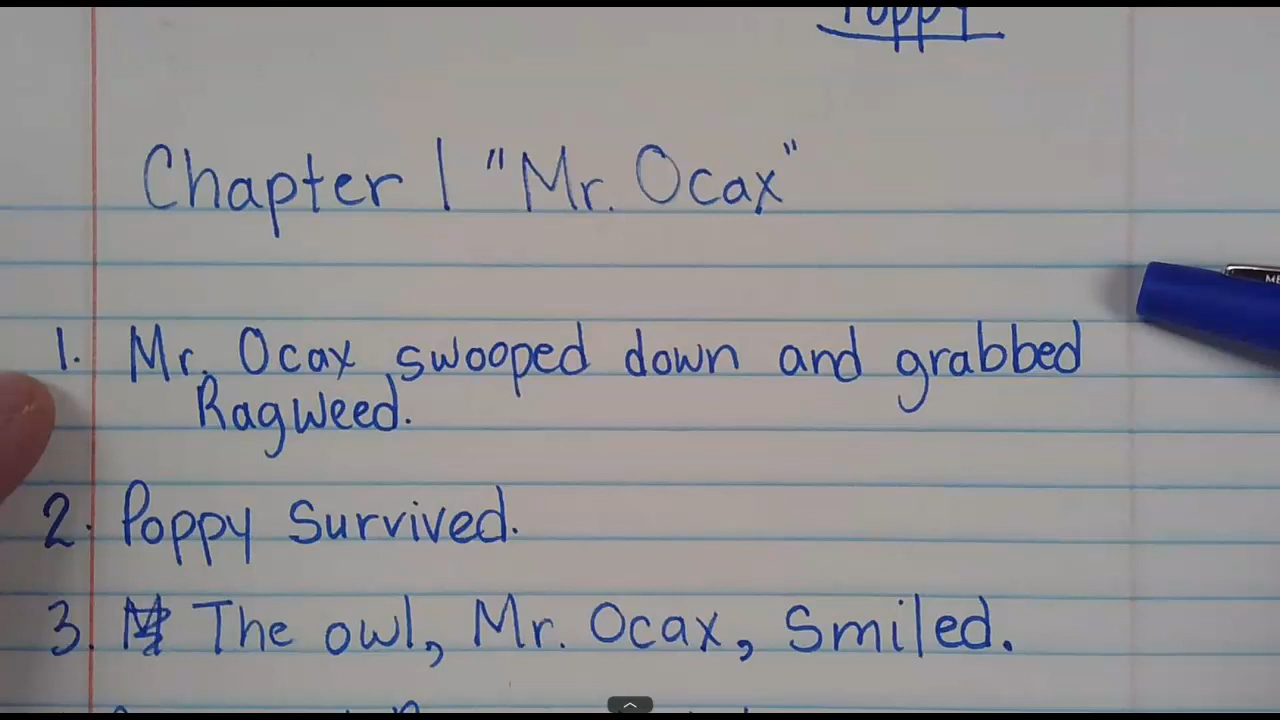 Poppy
Chapter 1 "Mr. Ocax"
1. Mr. Ocax swooped down and grabbed
Ragweed.
2. Poppy Survived.
3. The owl, Mr. Ocax, Smiled.